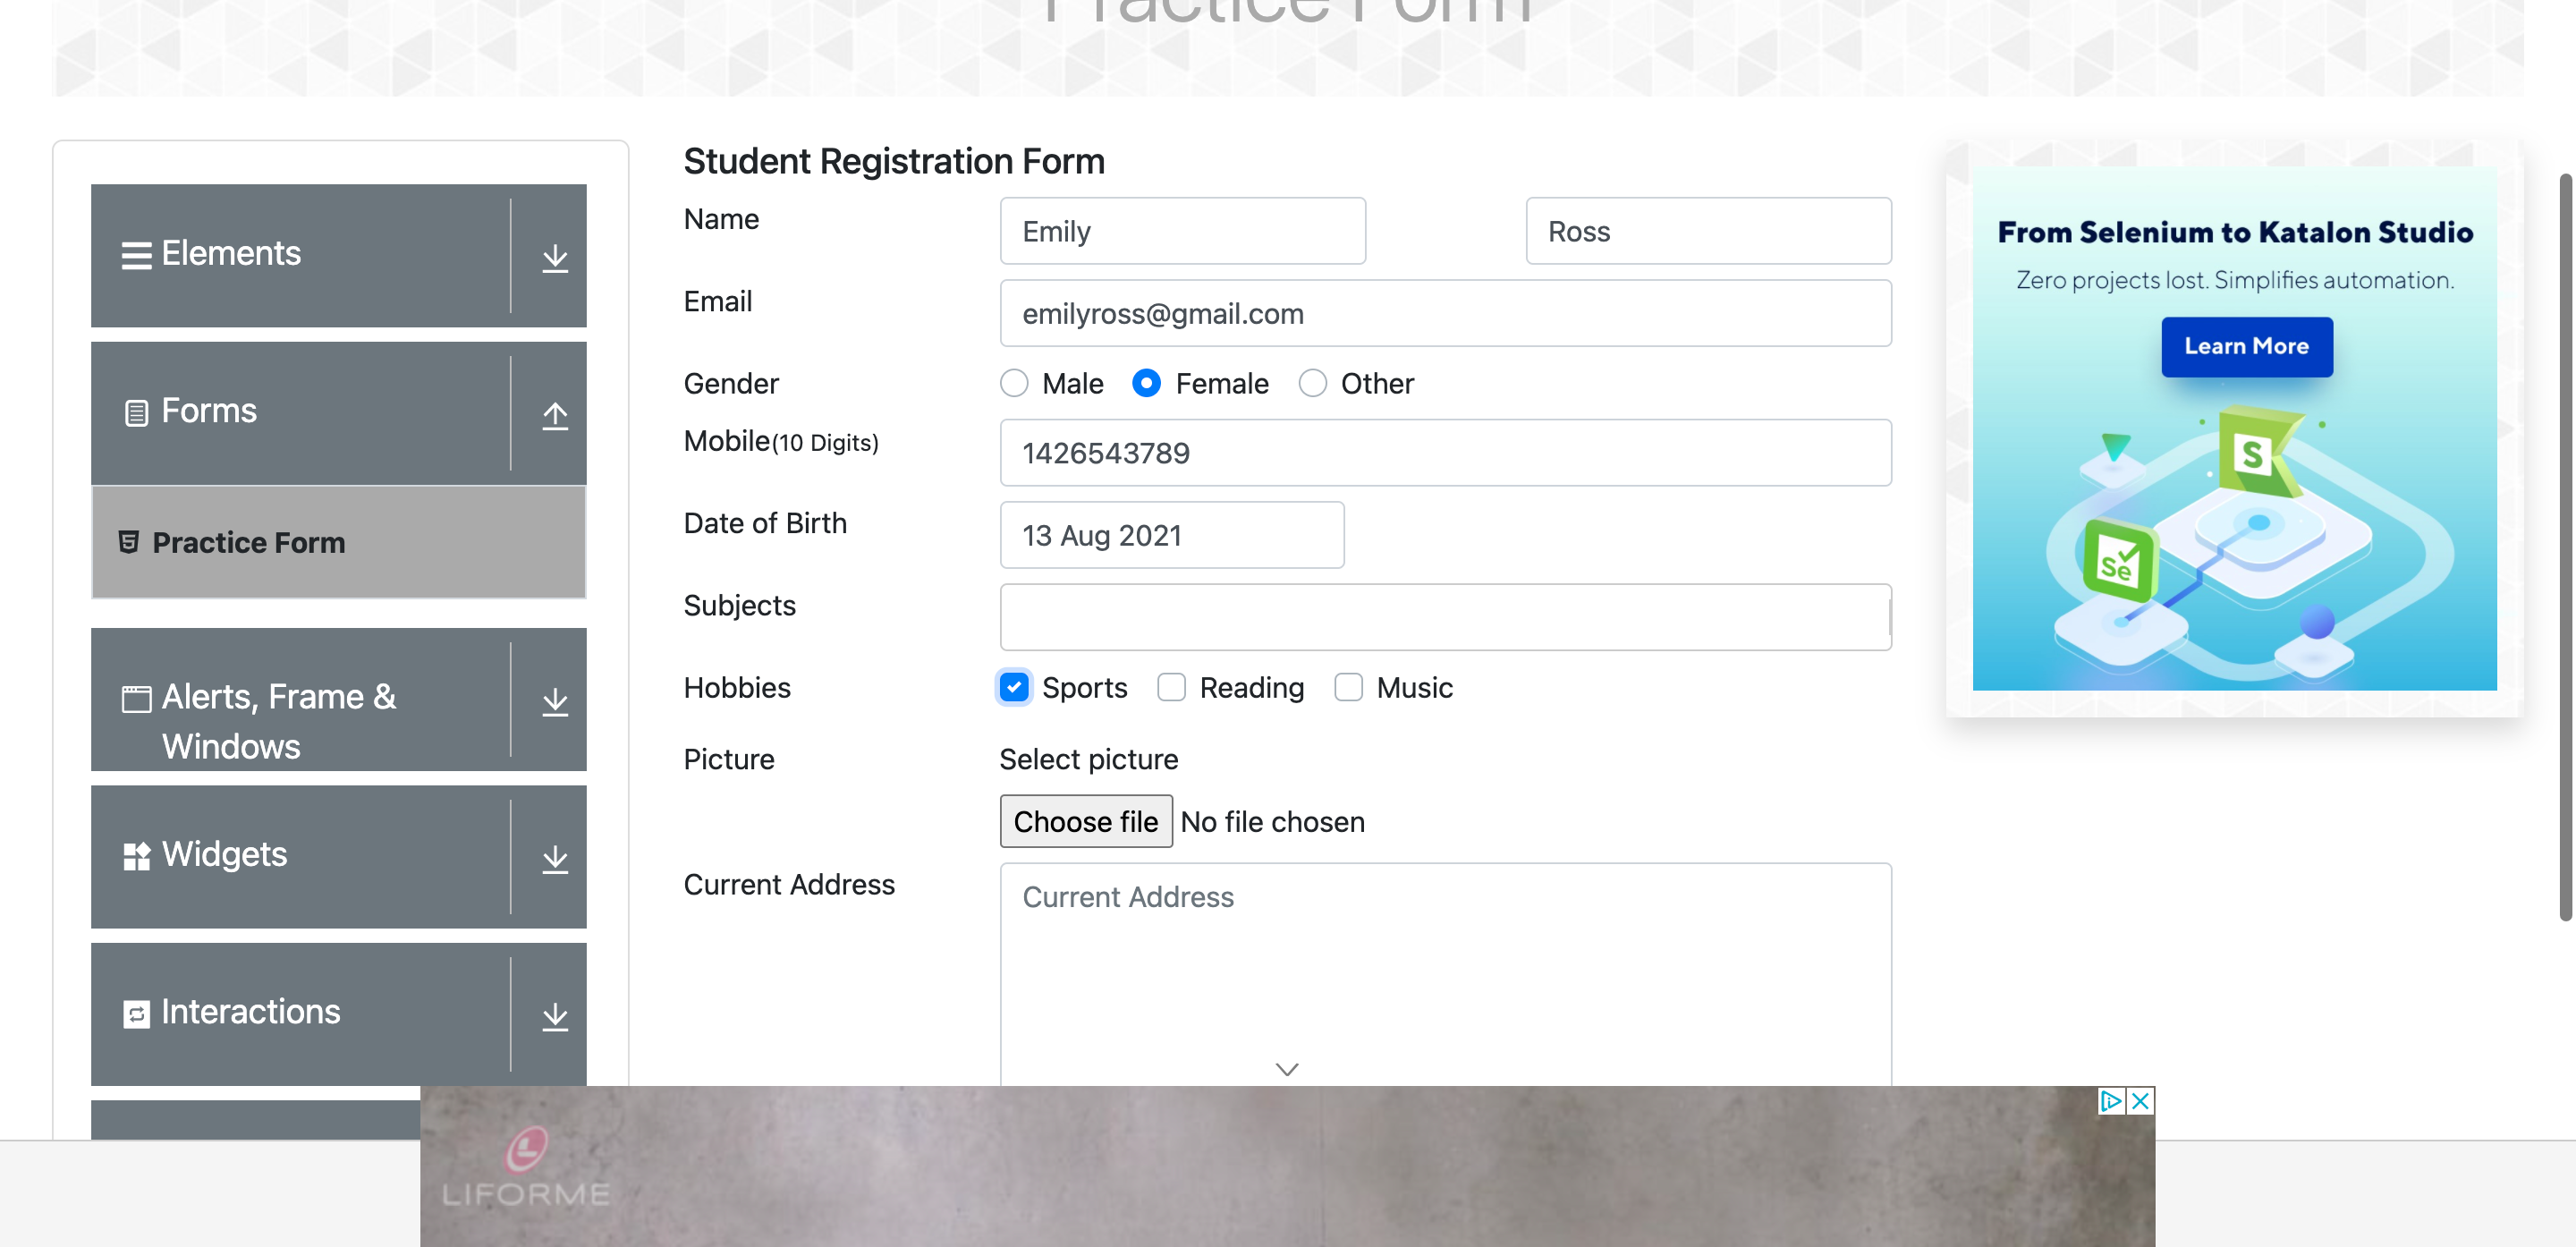 Practice Form
Elements
Forms
Practice Form
Alerts, Frame &
Windows
Widgets
Interactions
Student Registration Form
Name Emily Ross
Email emilyross@gmail.com
Gender Male Female Other
Mobile(10 Digits) 1426543789
Date of Birth 13 Aug 2021
Subjects
Hobbies Sports Reading Music
Picture Select picture
Choose file No file chosen
Current Address Current Address
From Selenium to Katalon Studio
Zero projects lost. Simplifies automation.
Learn More
S
Se
LIFORME